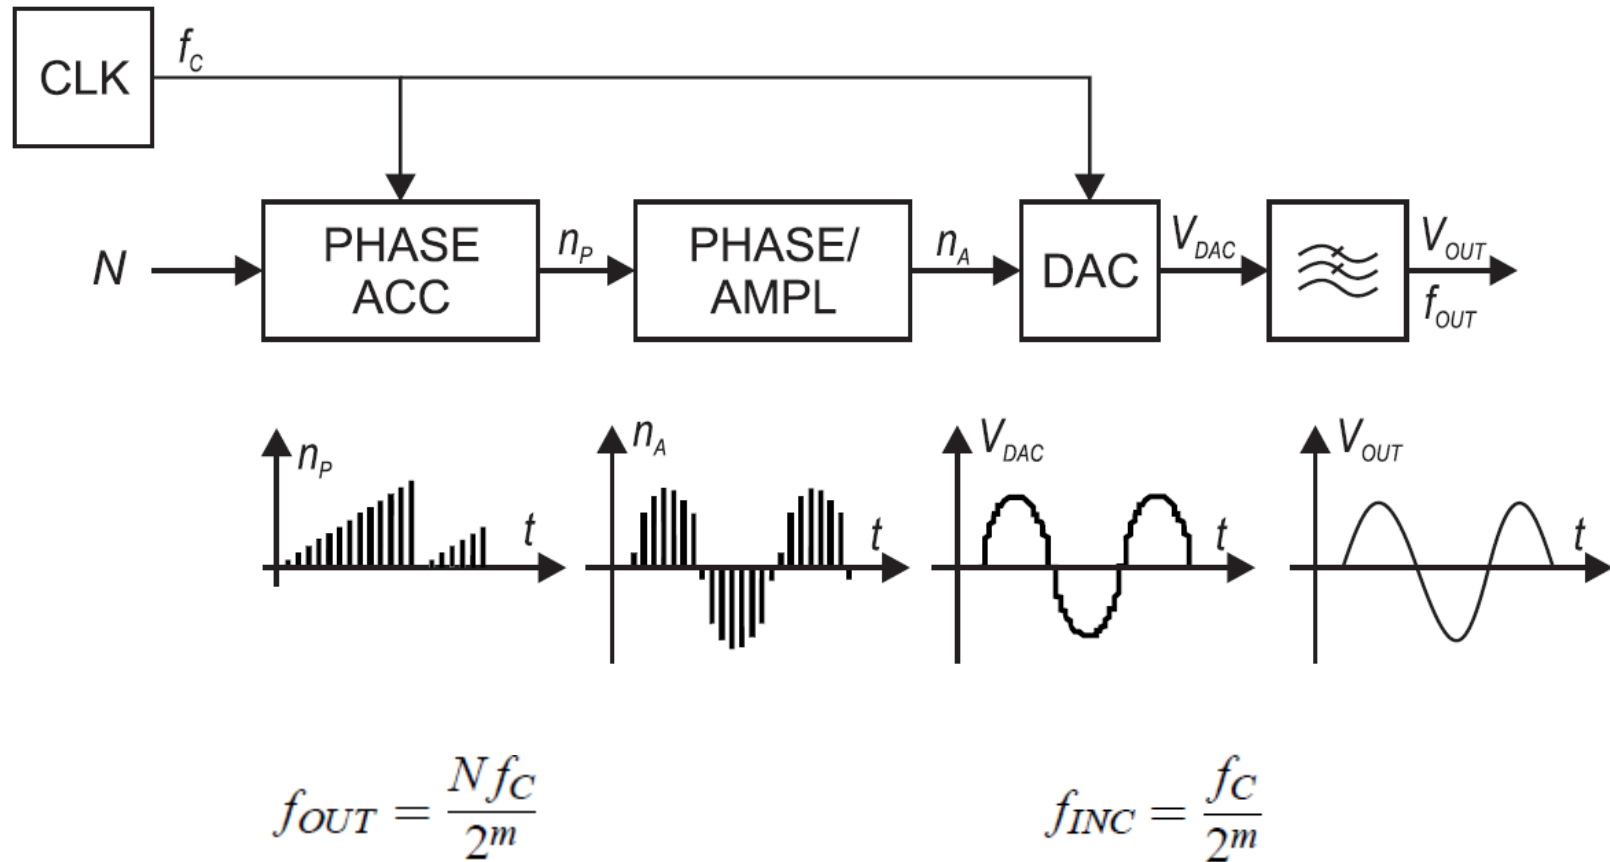 CLK
f_C
N
PHASE
ACC
n_P
PHASE/
AMPL
n_A
DAC
V_DAC
V_OUT
f_OUT
n_P
t
n_A
t
V_DAC
t
V_OUT
t
f_OUT = N f_C / 2^m
f_INC = f_C / 2^m